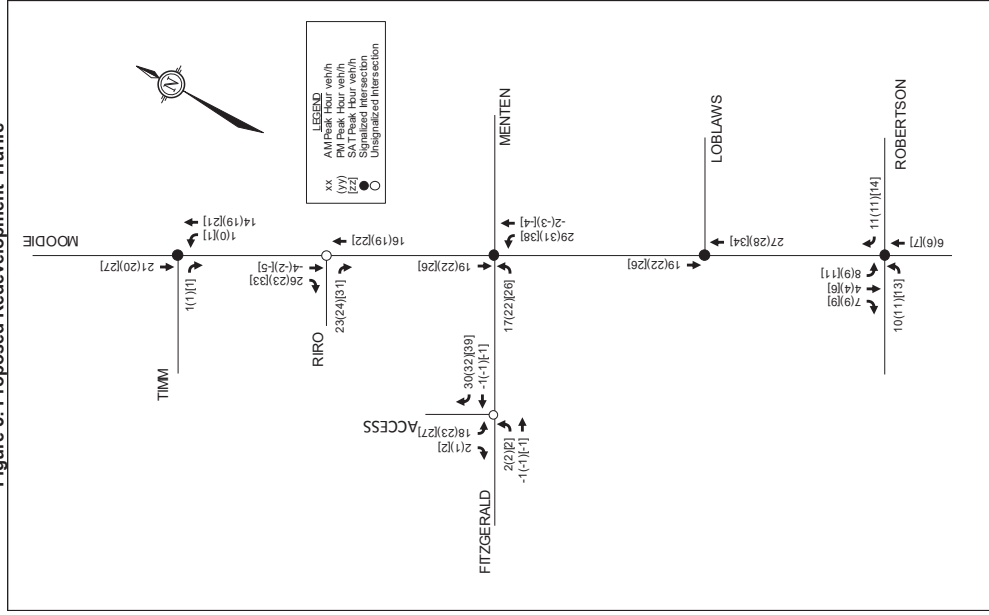 Proposed Redevelopment Traffic
N
LEGEND
xx AM Peak Hour veh/h
(yy) PM Peak Hour veh/h
[zz] SAT Peak Hour veh/h
Signalized Intersection
Unsignalized Intersection
MOODIE
14(19)[21]
1(0)[1]
21(20)[27]
1(1)[1]
TIMM
16(19)[22]
-4(-2)[-5]
26(23)[33]
23(24)[31]
RIRO
MENTEN
-2(-3)[-4]
29(31)[38]
19(22)[26]
17(22)[26]
ACCESS
30(32)[39]
-1(-1)[-1]
18(23)[27]
2(1)[2]
2(2)[2]
-1(-1)[-1]
FITZGERALD
LOBLAWS
27(28)[34]
19(22)[26]
ROBERTSON
11(11)[14]
6(6)[7]
8(9)[11]
4(4)[6]
7(9)[9]
10(11)[13]